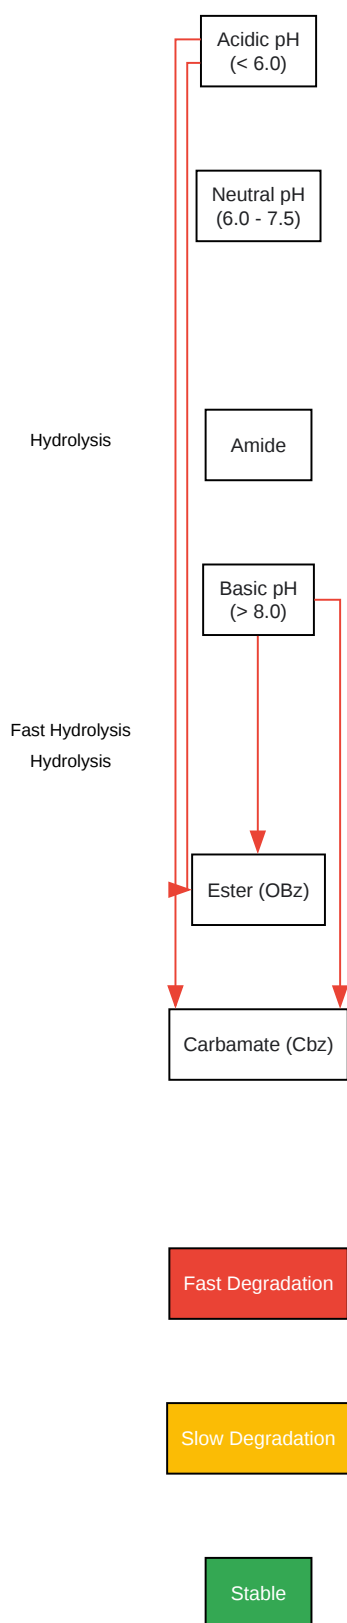 Acidic pH
(< 6.0)
Neutral pH
(6.0 - 7.5)
Hydrolysis
Amide
Basic pH
(> 8.0)
Fast Hydrolysis
Hydrolysis
Ester (OBz)
Carbamate (Cbz)
Fast Degradation
Slow Degradation
Stable